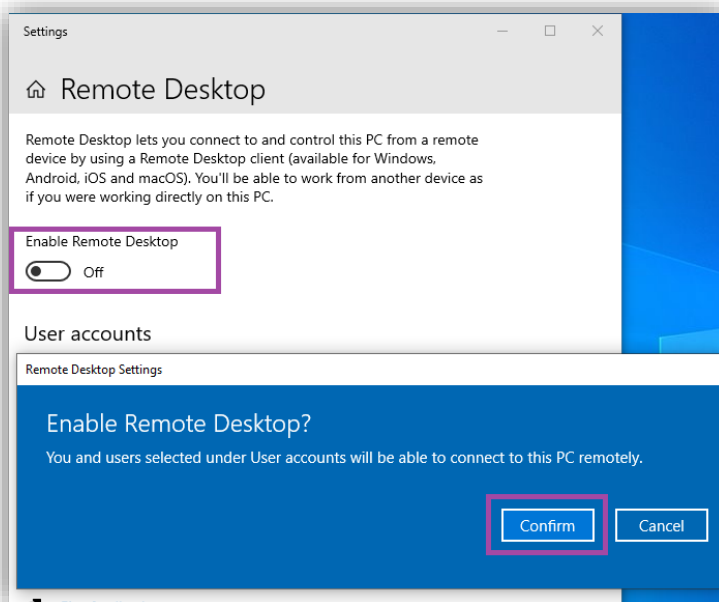 Settings
Remote Desktop
Remote Desktop lets you connect to and control this PC from a remote
device by using a Remote Desktop client (available for Windows,
Android, iOS and macOS). You'll be able to work from another device as
if you were working directly on this PC.
Enable Remote Desktop
Off
User accounts
Remote Desktop Settings
Enable Remote Desktop?
You and users selected under User accounts will be able to connect to this PC remotely.
Confirm
Cancel